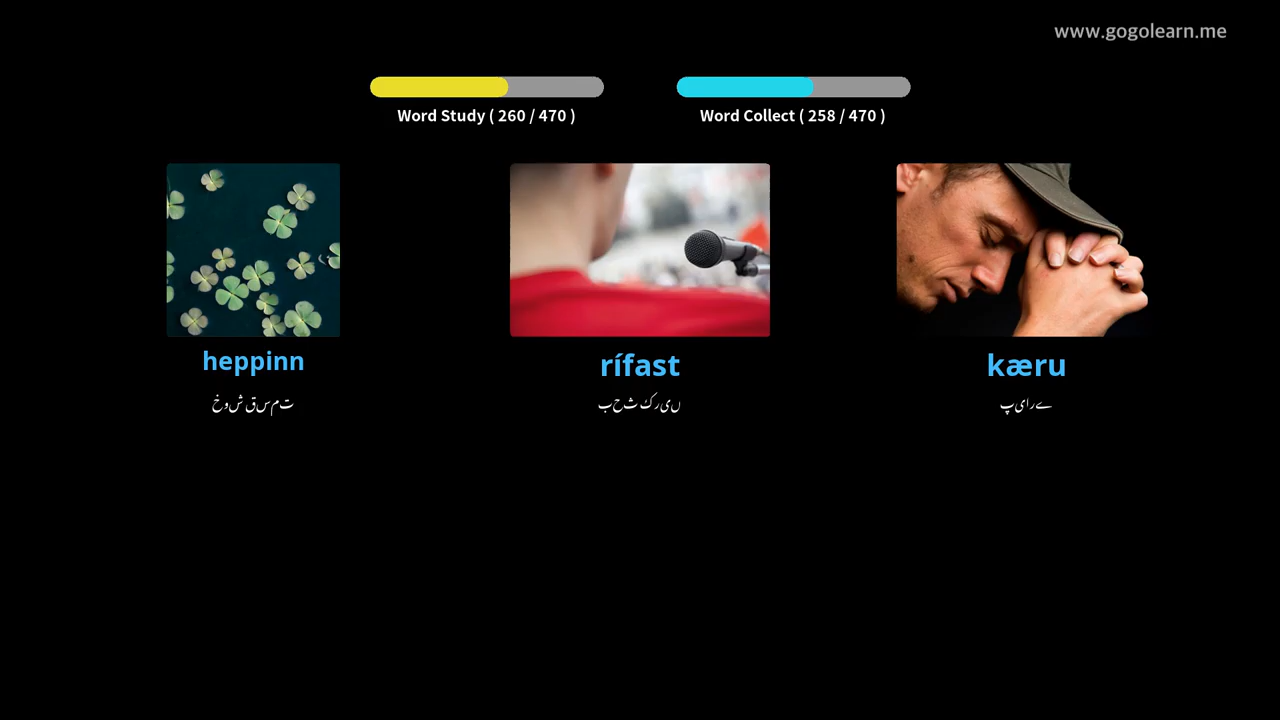 www.gogolearn.me
Word Study ( 260 / 470 )
Word Collect ( 258 / 470 )
heppinn
rífast
kæru
خوش قسمت
بحث کریں
پیارے